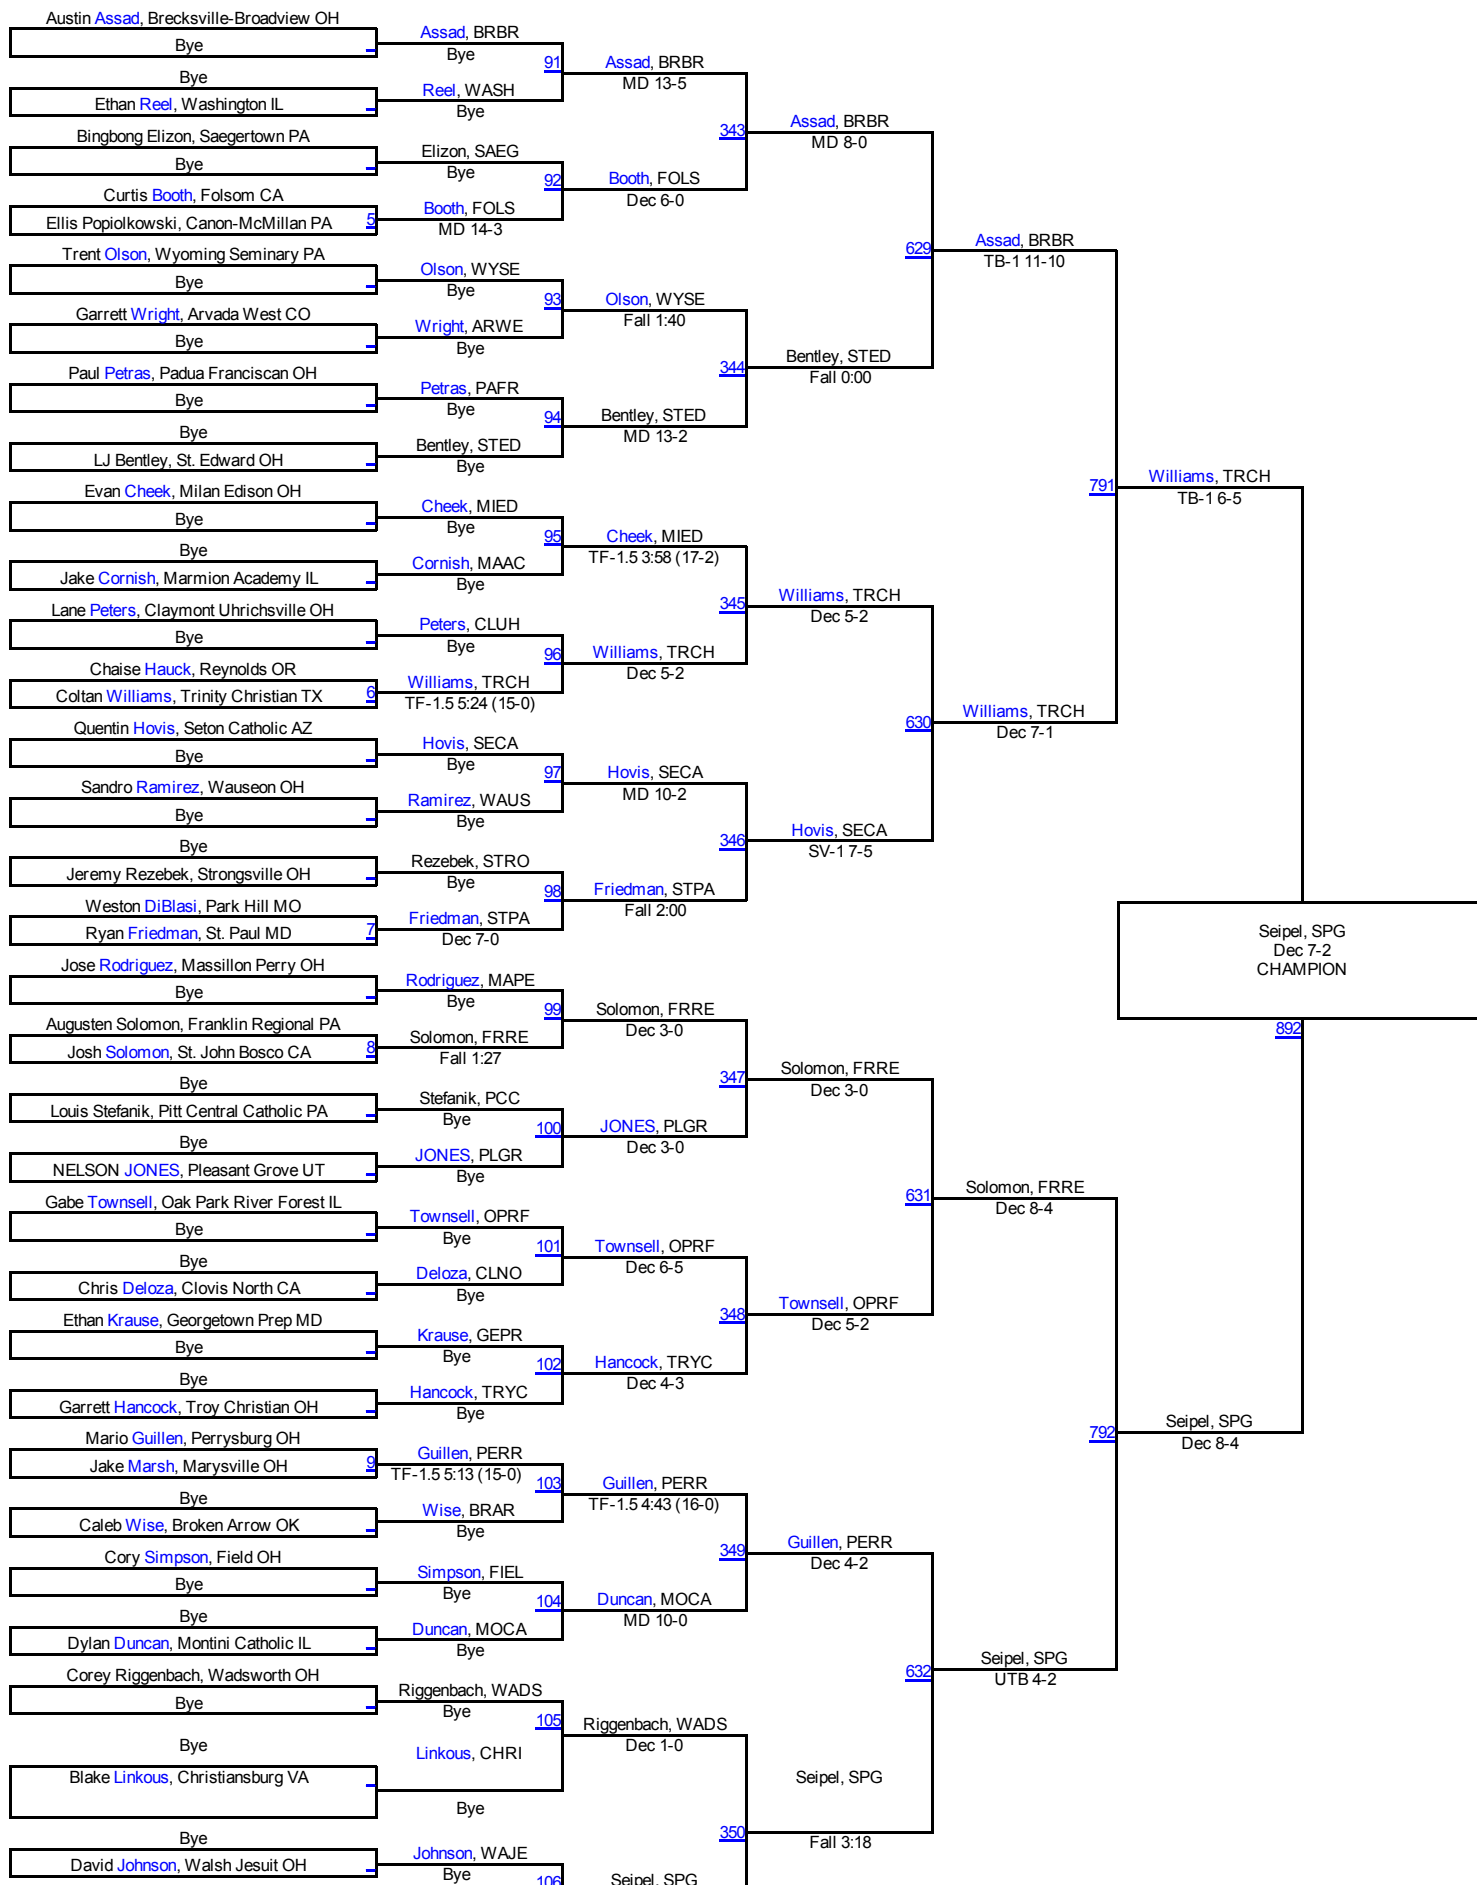 Austin Assad, Brecksville-Broadview OH
Bye
Bye
Ethan Reel, Washington IL
Bingbong Elizon, Saegertown PA
Bye
Curtis Booth, Folsom CA
Ellis Popiolkowski, Canon-McMillan PA 5
Trent Olson, Wyoming Seminary PA
Bye
Garrett Wright, Arvada West CO
Bye
Paul Petras, Padua Franciscan OH
Bye
Bye
LJ Bentley, St. Edward OH
Evan Cheek, Milan Edison OH
Bye
Bye
Jake Cornish, Marmion Academy IL
Lane Peters, Claymont Uhrichsville OH
Bye
Chaise Hauck, Reynolds OR
Coltan Williams, Trinity Christian TX 6
Quentin Hovis, Seton Catholic AZ
Bye
Sandro Ramirez, Wauseon OH
Bye
Bye
Jeremy Rezebek, Strongsville OH
Weston DiBlasi, Park Hill MO
Ryan Friedman, St. Paul MD 7
Jose Rodriguez, Massillon Perry OH
Bye
Augusten Solomon, Franklin Regional PA
Josh Solomon, St. John Bosco CA 8
Bye
Louis Stefanik, Pitt Central Catholic PA
Bye
NELSON JONES, Pleasant Grove UT
Gabe Townsell, Oak Park River Forest IL
Bye
Bye
Chris Deloza, Clovis North CA
Ethan Krause, Georgetown Prep MD
Bye
Bye
Garrett Hancock, Troy Christian OH
Mario Guillen, Perrysburg OH
Jake Marsh, Marysville OH 9
Bye
Caleb Wise, Broken Arrow OK
Cory Simpson, Field OH
Bye
Bye
Dylan Duncan, Montini Catholic IL
Corey Riggenbach, Wadsworth OH
Bye
Bye
Blake Linkous, Christiansburg VA
Bye
David Johnson, Walsh Jesuit OH
Assad, BRBR
Bye
91
Reel, WASH
Bye
Elizon, SAEG
Bye
92
Booth, FOLS
MD 14-3
Olson, WYSE
Bye
93
Wright, ARWE
Bye
Petras, PAFR
Bye
94
Bentley, STED
Bye
Cheek, MIED
Bye
95
Cornish, MAAC
Bye
Peters, CLUH
Bye
96
Williams, TRCH
TF-1.5 5:24 (15-0)
Hovis, SECA
Bye
97
Ramirez, WAUS
Bye
Rezebek, STRO
Bye
98
Friedman, STPA
Dec 7-0
Rodriguez, MAPE
Bye
99
Solomon, FRRE
Fall 1:27
Stefanik, PCC
Bye
100
JONES, PLGR
Bye
Townsell, OPRF
Bye
101
Deloza, CLNO
Bye
Krause, GEPR
Bye
102
Hancock, TRYC
Bye
Guillen, PERR
TF-1.5 5:13 (15-0)
103
Wise, BRAR
Bye
Simpson, FIEL
Bye
104
Duncan, MOCA
Bye
Riggenbach, WADS
Bye
105
Linkous, CHRI
Bye
Johnson, WAJE
Bye
106
Assad, BRBR
MD 13-5
343
Booth, FOLS
Dec 6-0
Olson, WYSE
Fall 1:40
344
Bentley, STED
MD 13-2
Cheek, MIED
TF-1.5 3:58 (17-2)
345
Williams, TRCH
Dec 5-2
Hovis, SECA
MD 10-2
346
Friedman, STPA
Fall 2:00
Solomon, FRRE
Dec 3-0
347
JONES, PLGR
Dec 3-0
Townsell, OPRF
Dec 6-5
348
Hancock, TRYC
Dec 4-3
Guillen, PERR
TF-1.5 4:43 (16-0)
349
Duncan, MOCA
MD 10-0
Riggenbach, WADS
Dec 1-0
350
Seipel, SPG
Assad, BRBR
MD 8-0
629
Bentley, STED
Fall 0:00
Williams, TRCH
Dec 5-2
630
Hovis, SECA
SV-1 7-5
Solomon, FRRE
Dec 3-0
631
Townsell, OPRF
Dec 5-2
Guillen, PERR
Dec 4-2
632
Seipel, SPG
Fall 3:18
Assad, BRBR
TB-1 11-10
791
Williams, TRCH
Dec 7-1
Solomon, FRRE
Dec 8-4
792
Seipel, SPG
UTB 4-2
Williams, TRCH
TB-1 6-5
Seipel, SPG
Dec 8-4
Seipel, SPG
Dec 7-2
CHAMPION
892